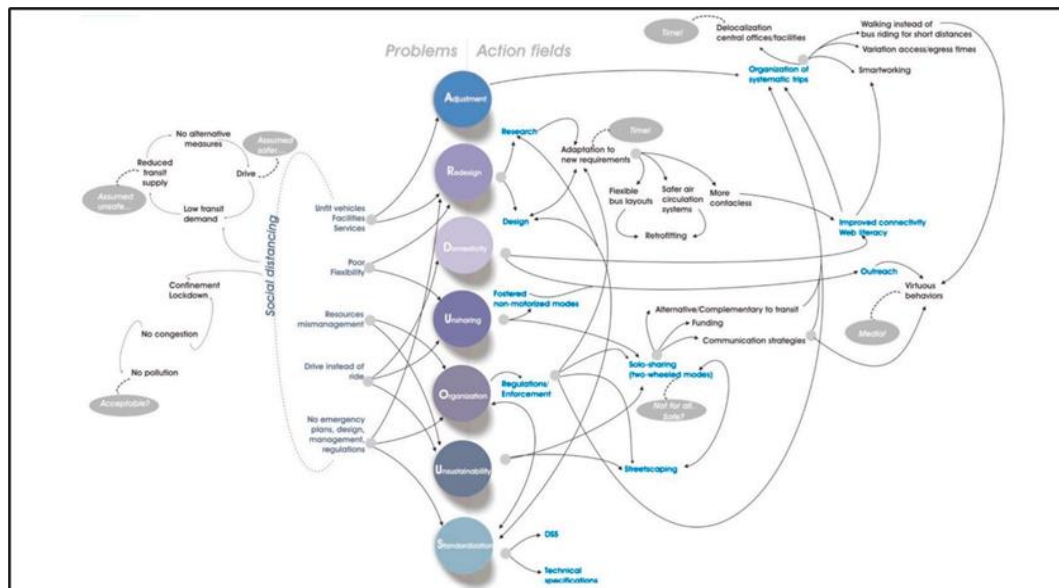 Problems
Action fields
Adjustment
Redesign
Domesticity
Unsharing
Organization
Unsustainability
Standardization
Social distancing
No alternative
measures
Assumed
safer...
Drive
Reduced
transit
supply
Assumed
unsafe...
Low transit
demand
Confinement
Lockdown
No congestion
No pollution
Acceptable?
Unfit vehicles
Facilities
Services
Poor
Flexibility
Resources
mismanagement
Drive instead of
ride
No emergency
plans, design,
management,
regulations
Research
Design
Fostered
non-motorized modes
Regulations/
Enforcement
DSS
Technical
specifications
Time!
Adaptation to
new requirements
Flexible
bus layouts
Safer air
circulation
systems
More
contacless
Retrofitting
Time!
Delocalization
central offices/facilities
Organization of
systematic trips
Walking instead of
bus riding for short distances
Variation access/egress times
Smartworking
Improved connectivity
Web literacy
Outreach
Virtuous
behaviors
Media!
Alternative/Complementary to transit
Funding
Communication strategies
Solo-sharing
(two-wheeled modes)
Not for all..
Safe?
Streetscaping